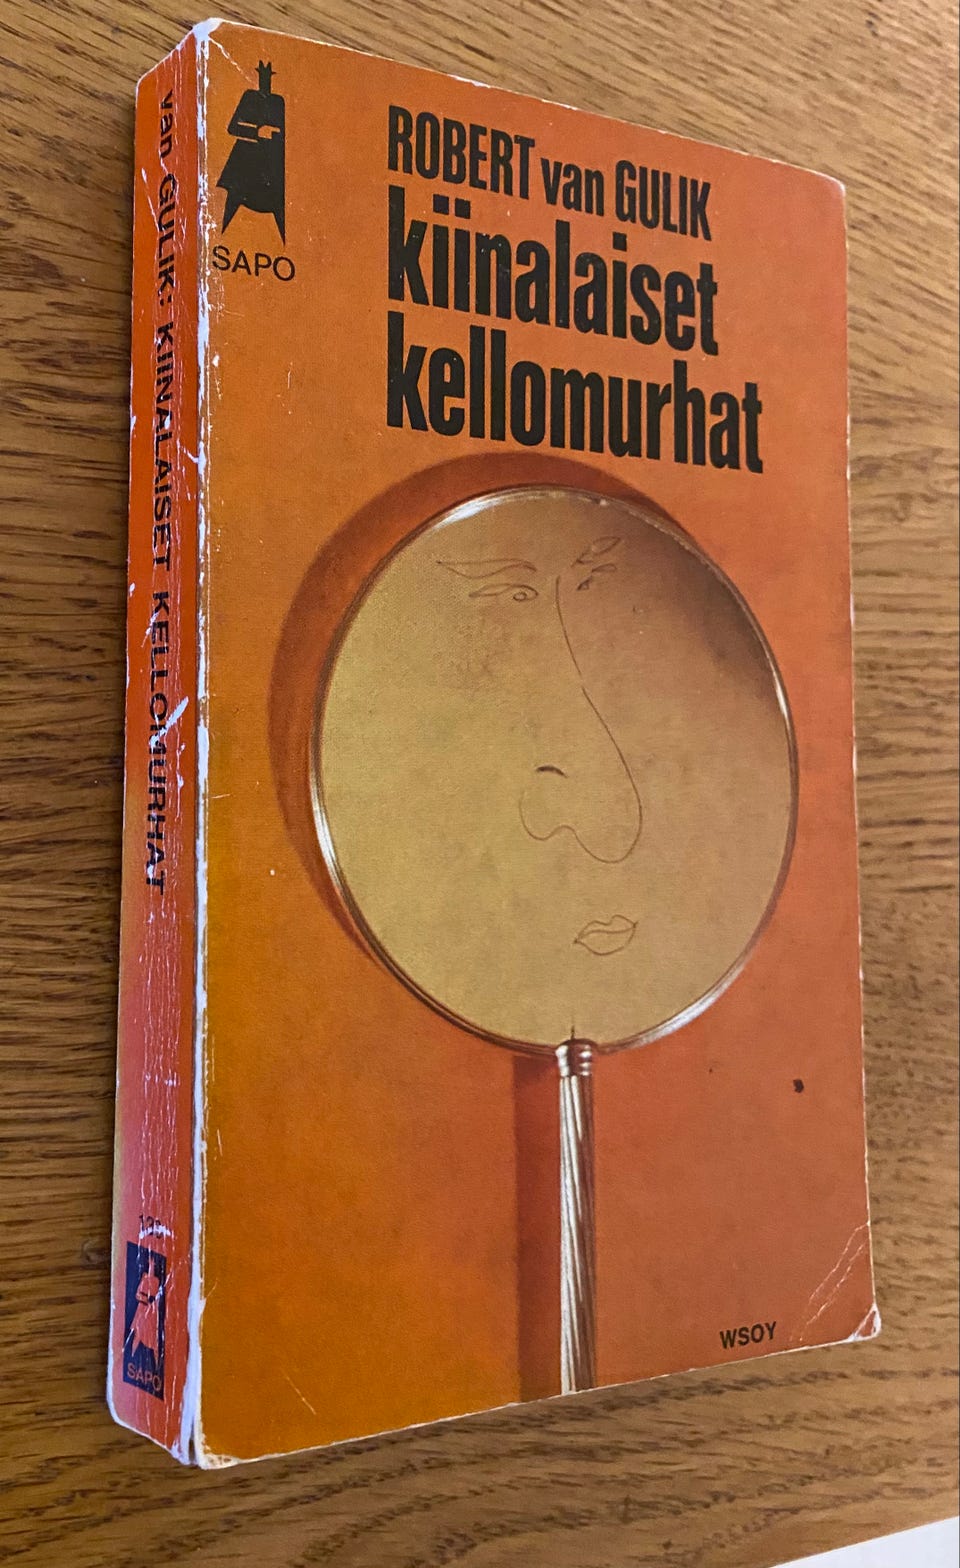 ROBERT van GULIK
kiinalaiset
kellomurhat
SAPO
WSOY
van GULIK: KIINALAISET KELLOMURHAT
SAPO